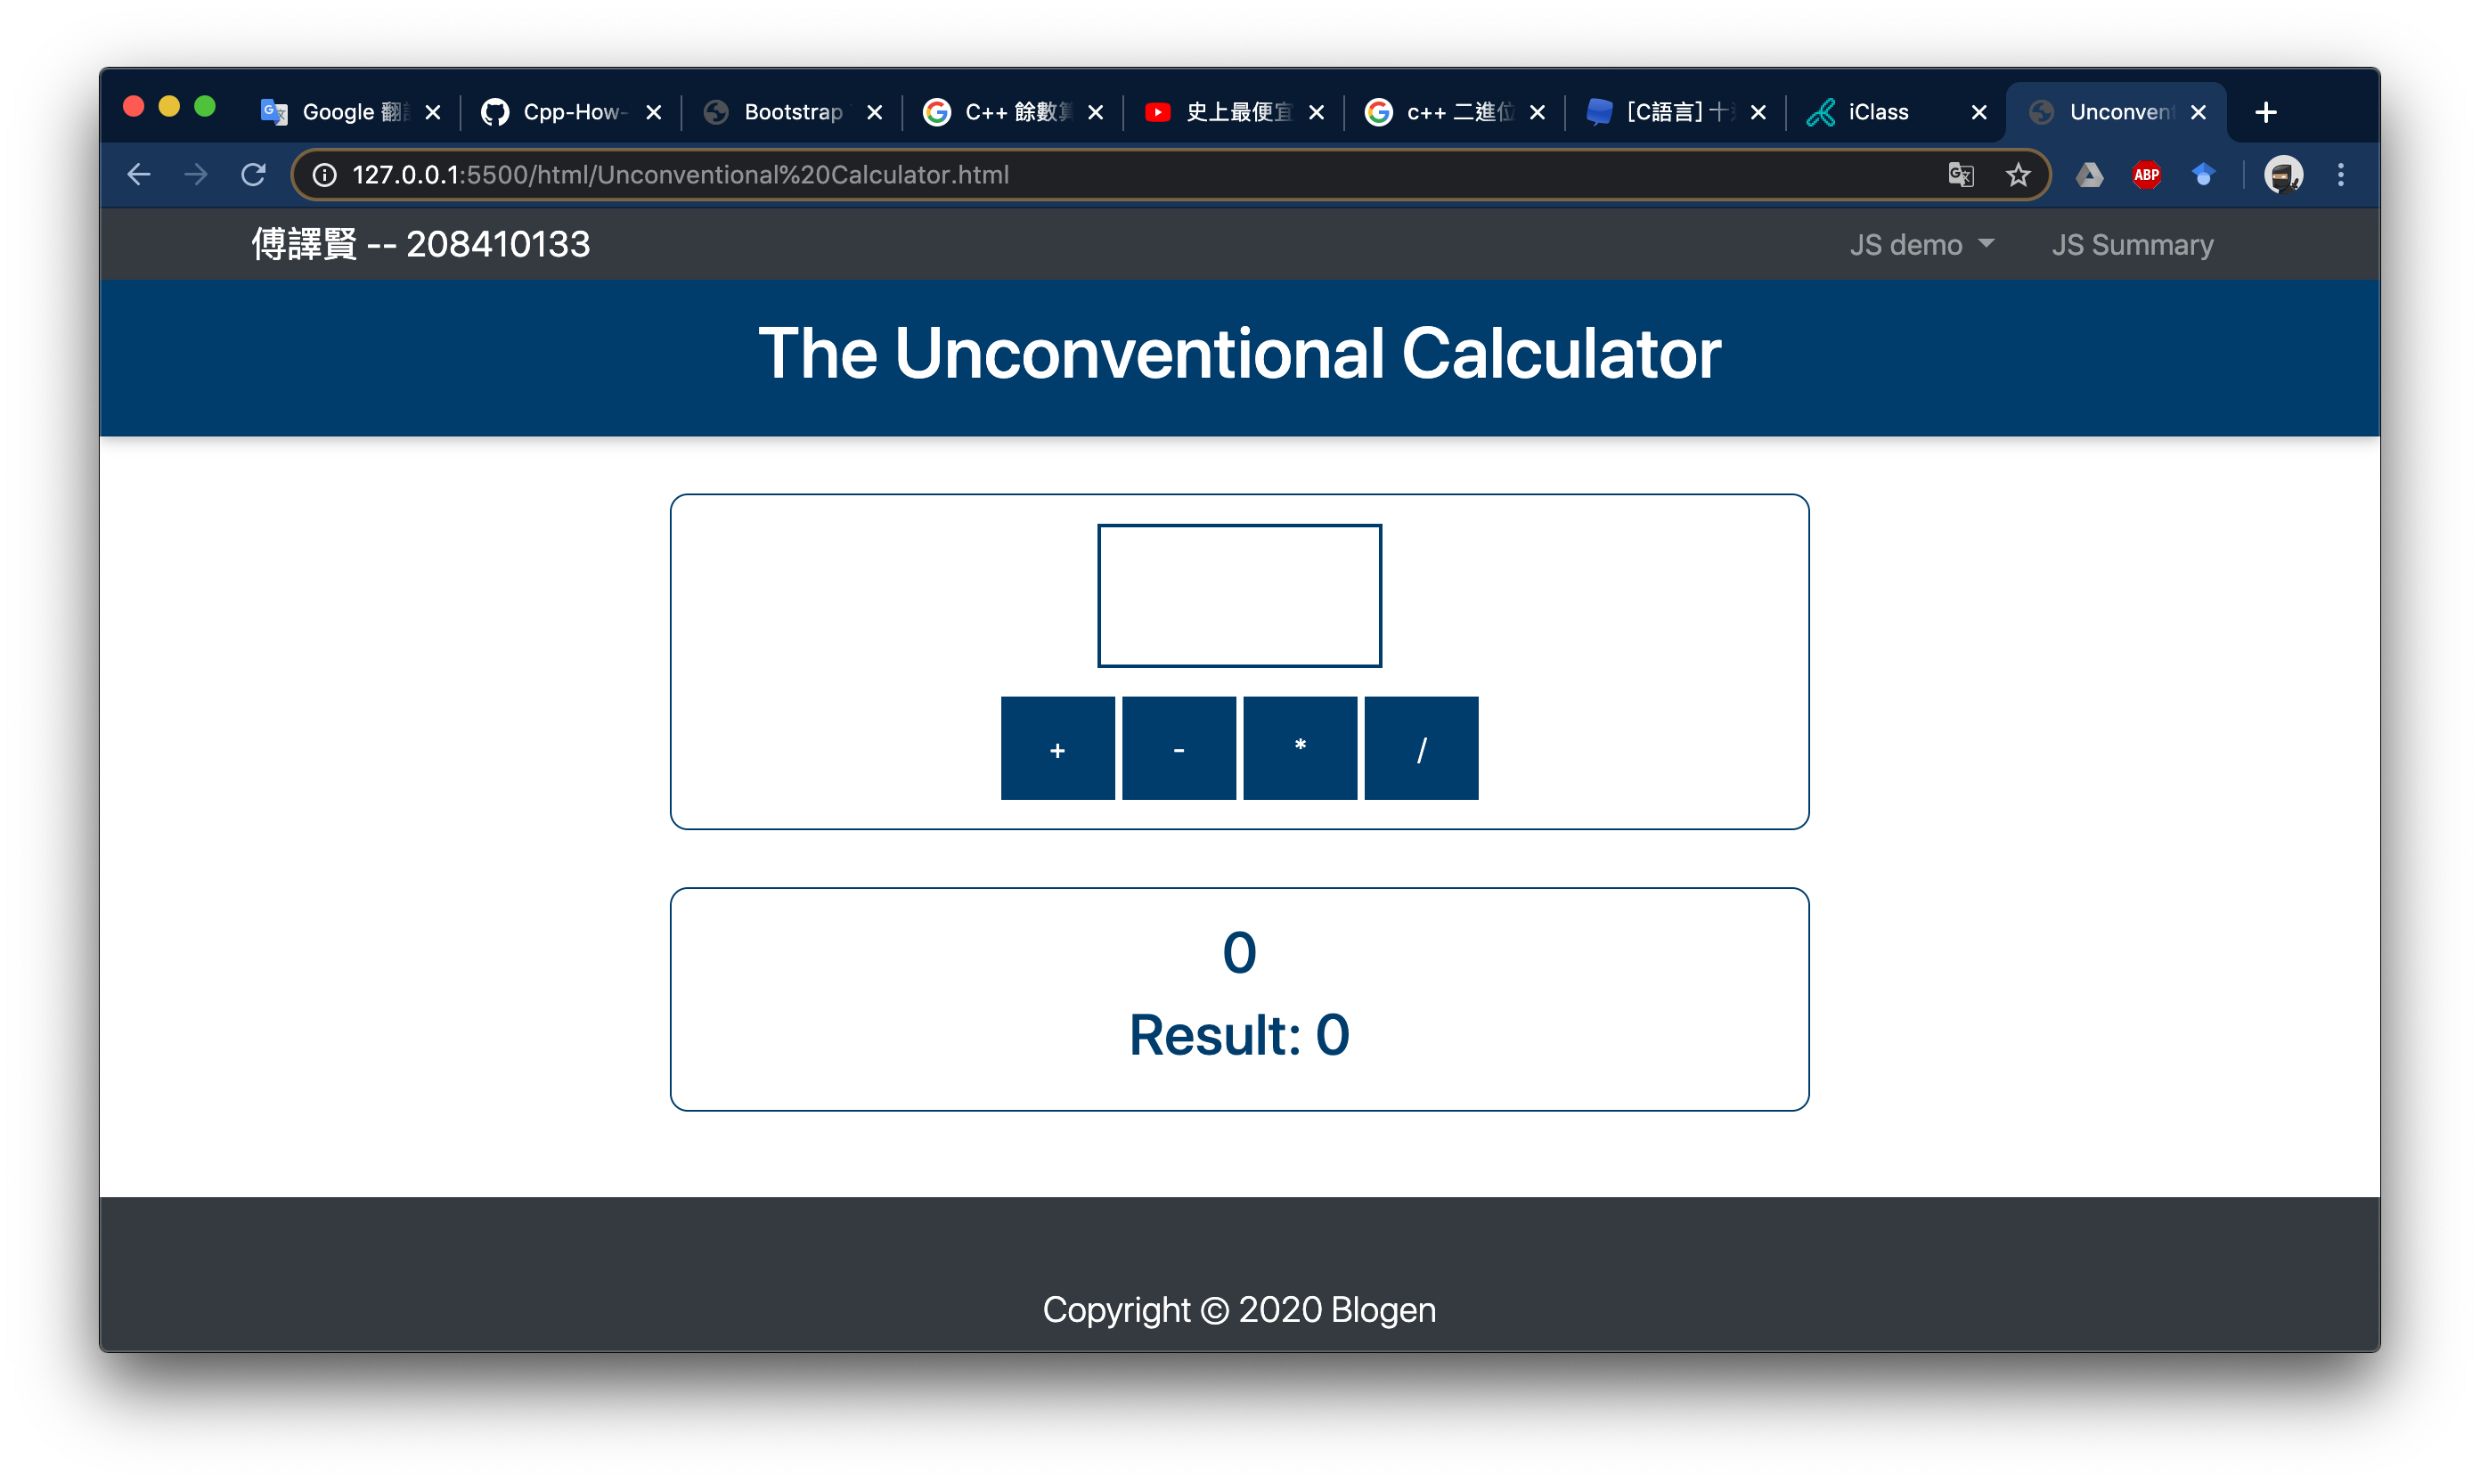 Google 翻
Cpp-How-
Bootstrap
C++ 餘數
史上最便宜
c++ 二進位
[C語言] 十
iClass
Unconvent
127.0.0.1:5500/html/Unconventional%20Calculator.html
ABP
傅譯賢 -- 208410133
JS demo
JS Summary
The Unconventional Calculator
+ - * /
0
Result: 0
Copyright © 2020 Blogen